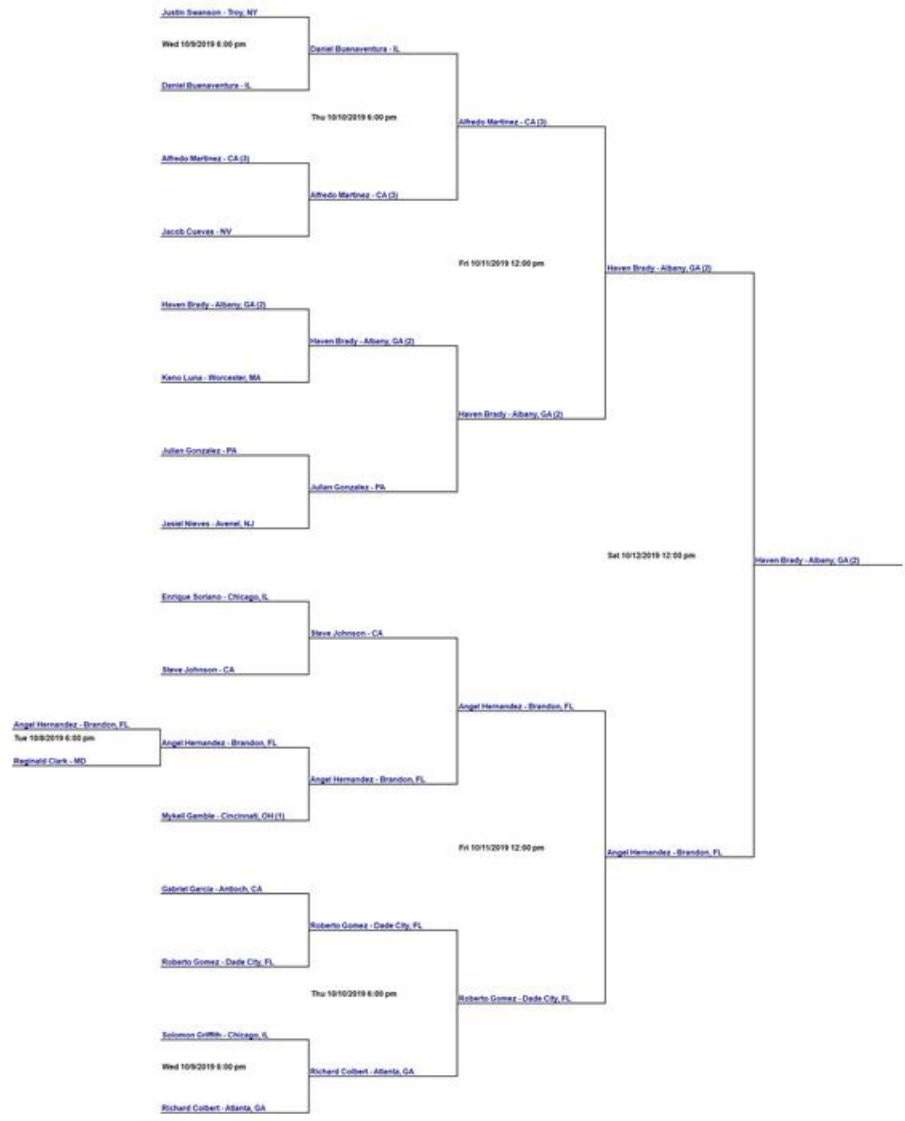 Justin Swanson - Troy, NY
Wed 10/9/2019 6:00 pm
Daniel Buenaventura - IL
Daniel Buenaventura - IL
Thu 10/10/2019 6:00 pm
Alfredo Martinez - CA (3)
Alfredo Martinez - CA (3)
Alfredo Martinez - CA (3)
Jacob Cuevas - NV
Fri 10/11/2019 12:00 pm
Haven Brady - Albany, GA (2)
Haven Brady - Albany, GA (2)
Haven Brady - Albany, GA (2)
Keno Luna - Worcester, MA
Haven Brady - Albany, GA (2)
Julian Gonzalez - PA
Julian Gonzalez - PA
Jasiel Nieves - Avenel, NJ
Sat 10/12/2019 12:00 pm
Haven Brady - Albany, GA (2)
Enrique Soriano - Chicago, IL
Steve Johnson - CA
Steve Johnson - CA
Angel Hernandez - Brandon, FL
Angel Hernandez - Brandon, FL
Tue 10/8/2019 6:00 pm
Angel Hernandez - Brandon, FL
Reginald Clark - MD
Angel Hernandez - Brandon, FL
Mykell Gamble - Cincinnati, OH (1)
Fri 10/11/2019 12:00 pm
Angel Hernandez - Brandon, FL
Gabriel Garcia - Antioch, CA
Roberto Gomez - Dade City, FL
Roberto Gomez - Dade City, FL
Thu 10/10/2019 6:00 pm
Roberto Gomez - Dade City, FL
Solomon Griffith - Chicago, IL
Wed 10/9/2019 6:00 pm
Richard Colbert - Atlanta, GA
Richard Colbert - Atlanta, GA